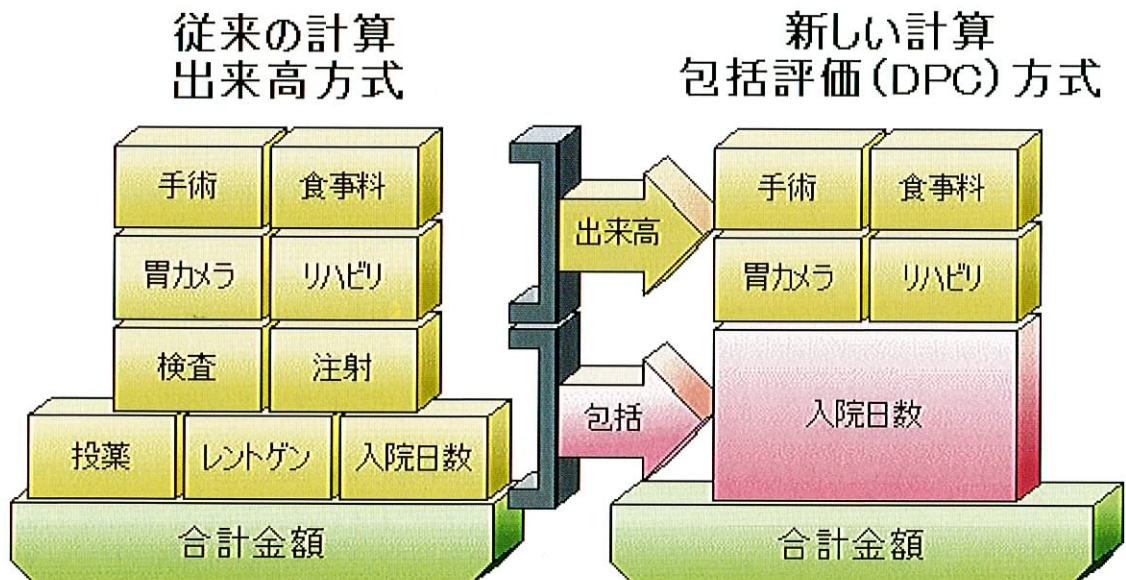 従来の計算
出来高方式
手術 食事料
胃カメラ リハビリ
検査 注射
投薬 レントゲン 入院日数
合計金額
出来高
包括
新しい計算
包括評価(DPC)方式
手術 食事料
胃カメラ リハビリ
入院日数
合計金額